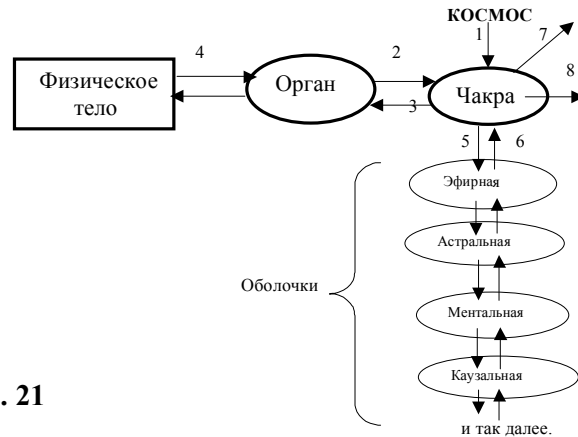 КОСМОС
1
7
4
2
8
Физическое
тело
Орган
Чакра
3
5
6
Эфирная
Астральная
Оболочки
Ментальная
Каузальная
. 21
и так далее.